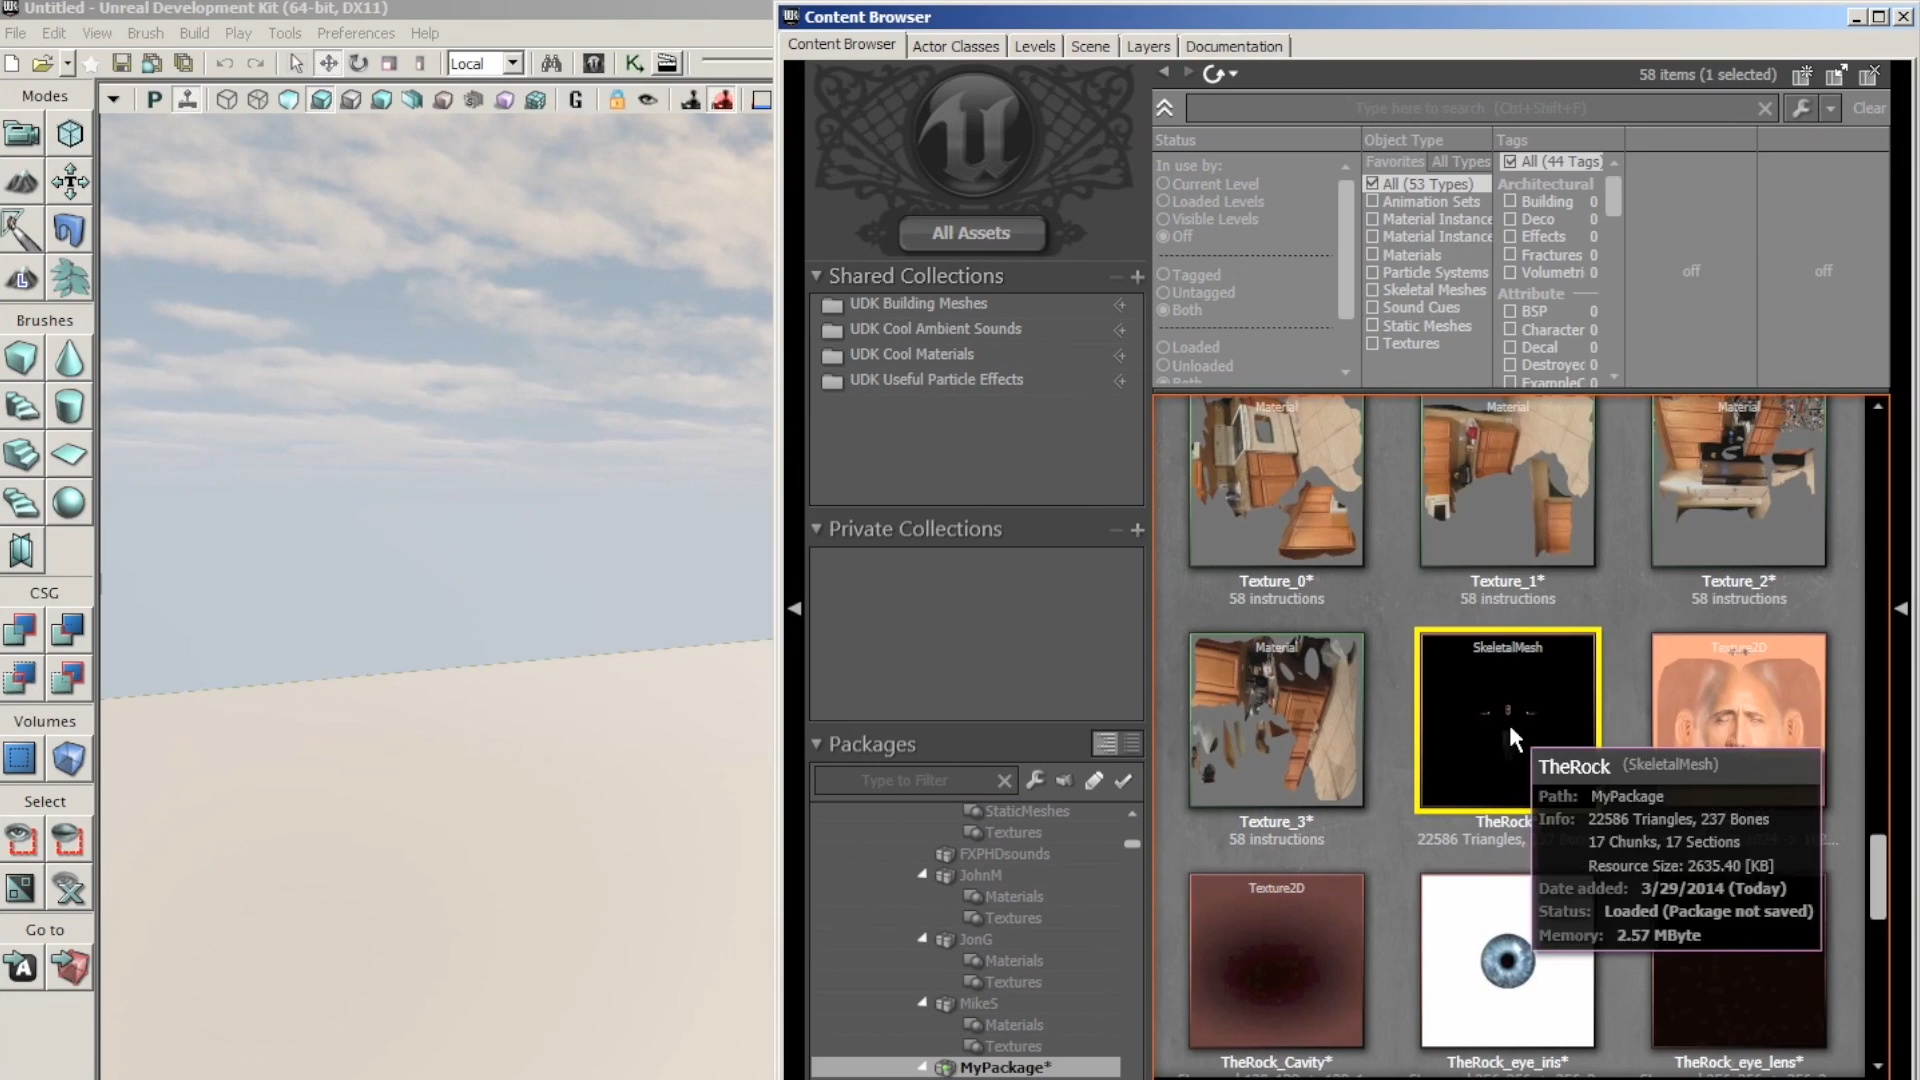 Untitled - Unreal Development Kit (64-bit, DX11)
File Edit View Brush Build Play Tools Preferences Help
Local
Modes
P
G
Brushes
CSG
Volumes
Select
Go to
Content Browser
Content Browser Actor Classes Levels Scene Layers Documentation
58 items (1 selected)
Type here to search (Ctrl+Shift+F)
Clear
All Assets
Status
In use by:
Current Level
Loaded Levels
Visible Levels
Off
Tagged
Untagged
Both
Loaded
Unloaded
Both
Object Type
Favorites All Types
All (53 Types)
Animation Sets
Material Instance
Material Instance
Materials
Particle Systems
Skeletal Meshes
Sound Cues
Static Meshes
Textures
Tags
All (44 Tags)
Architectural
Building 0
Deco 0
Effects 0
Fractures 0
Volumetri 0
Attribute
BSP 0
Character 0
Decal 0
Destroyec 0
ExampleC 0
off
off
Shared Collections
UDK Building Meshes
UDK Cool Ambient Sounds
UDK Cool Materials
UDK Useful Particle Effects
Private Collections
Packages
Type to Filter
StaticMeshes
Textures
FXPHDsounds
JohnM
Materials
Textures
JonG
Materials
Textures
MikeS
Materials
Textures
MyPackage*
Material
Texture_0*
58 instructions
Material
Texture_1*
58 instructions
Material
Texture_2*
58 instructions
Material
Texture_3*
58 instructions
SkeletalMesh
TheRock
22586 Triangles,
Texture2D
TheRock (SkeletalMesh)
Path: MyPackage
Info: 22586 Triangles, 237 Bones
17 Chunks, 17 Sections
Resource Size: 2635.40 [KB]
Date added: 3/29/2014 (Today)
Status: Loaded (Package not saved)
Memory: 2.57 MByte
Texture2D
TheRock_Cavity*
TheRock_eye_iris*
TheRock_eye_lens*